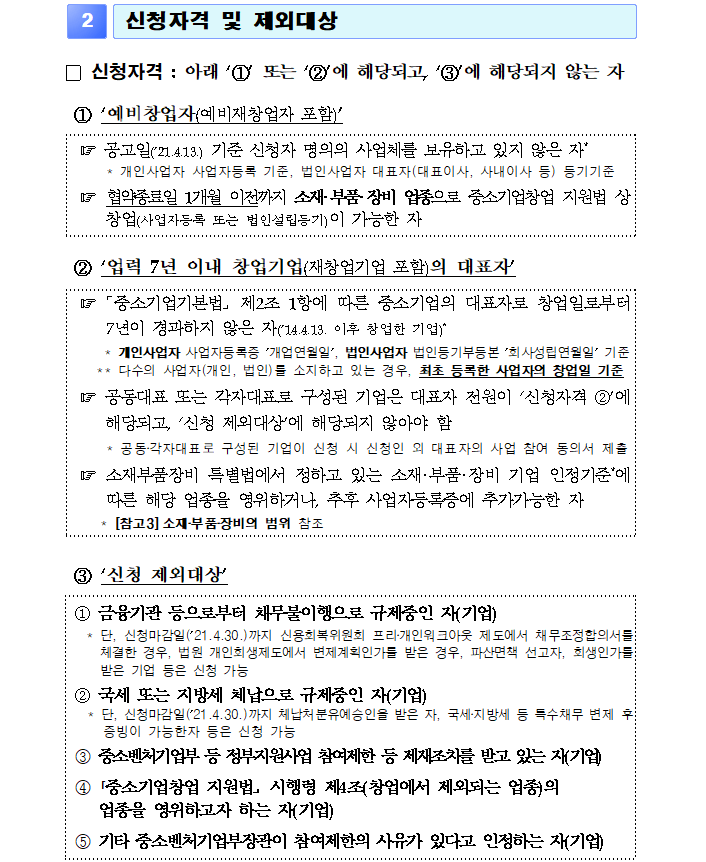 2 신청자격 및 제외대상
□ 신청자격 : 아래 '①' 또는 '②'에 해당되고, '③'에 해당되지 않는 자
① '예비창업자(예비재창업자 포함)'
☞ 공고일('21.4.13.) 기준 신청자 명의의 사업체를 보유하고 있지 않은 자*
* 개인사업자 사업자등록 기준, 법인사업자 대표자(대표이사, 사내이사 등) 등기기준
☞ 협약종료일 1개월 이전까지 소재·부품·장비 업종으로 중소기업창업 지원법 상
창업(사업자등록 또는 법인설립등기)이 가능한 자
② '업력 7년 이내 창업기업(재창업기업 포함)의 대표자'
☞ 「중소기업기본법」 제2조 1항에 따른 중소기업의 대표자로 창업일로부터
7년이 경과하지 않은 자('14.4.13. 이후 창업한 기업)*
* 개인사업자 사업자등록증 '개업연월일', 법인사업자 법인등기부등본 '회사성립연월일' 기준
** 다수의 사업자(개인, 법인)를 소지하고 있는 경우, 최초 등록한 사업자의 창업일 기준
☞ 공동대표 또는 각자대표로 구성된 기업은 대표자 전원이 '신청자격 ②'에
해당되고, '신청 제외대상'에 해당되지 않아야 함
* 공동·각자대표로 구성된 기업이 신청 시 신청인 외 대표자의 사업 참여 동의서 제출
☞ 소재부품장비 특별법에서 정하고 있는 소재·부품·장비 기업 인정기준*에
따른 해당 업종을 영위하거나, 추후 사업자등록증에 추가가능한 자
* [참고3] 소재·부품·장비의 범위 참조
③ '신청 제외대상'
① 금융기관 등으로부터 채무불이행으로 규제중인 자(기업)
* 단, 신청마감일('21.4.30.)까지 신용회복위원회 프리·개인워크아웃 제도에서 채무조정합의서를
체결한 경우, 법원 개인회생제도에서 변제계획인가를 받은 경우, 파산면책 선고자, 회생인가를
받은 기업 등은 신청 가능
② 국세 또는 지방세 체납으로 규제중인 자(기업)
* 단, 신청마감일('21.4.30.)까지 체납처분유예승인을 받은 자, 국세·지방세 등 특수채무 변제 후
증빙이 가능한자 등은 신청 가능
③ 중소벤처기업부 등 정부지원사업 참여제한 등 제재조치를 받고 있는 자(기업)
④ 「중소기업창업 지원법」 시행령 제4조(창업에서 제외되는 업종)의
업종을 영위하고자 하는 자(기업)
⑤ 기타 중소벤처기업부장관이 참여제한의 사유가 있다고 인정하는 자(기업)